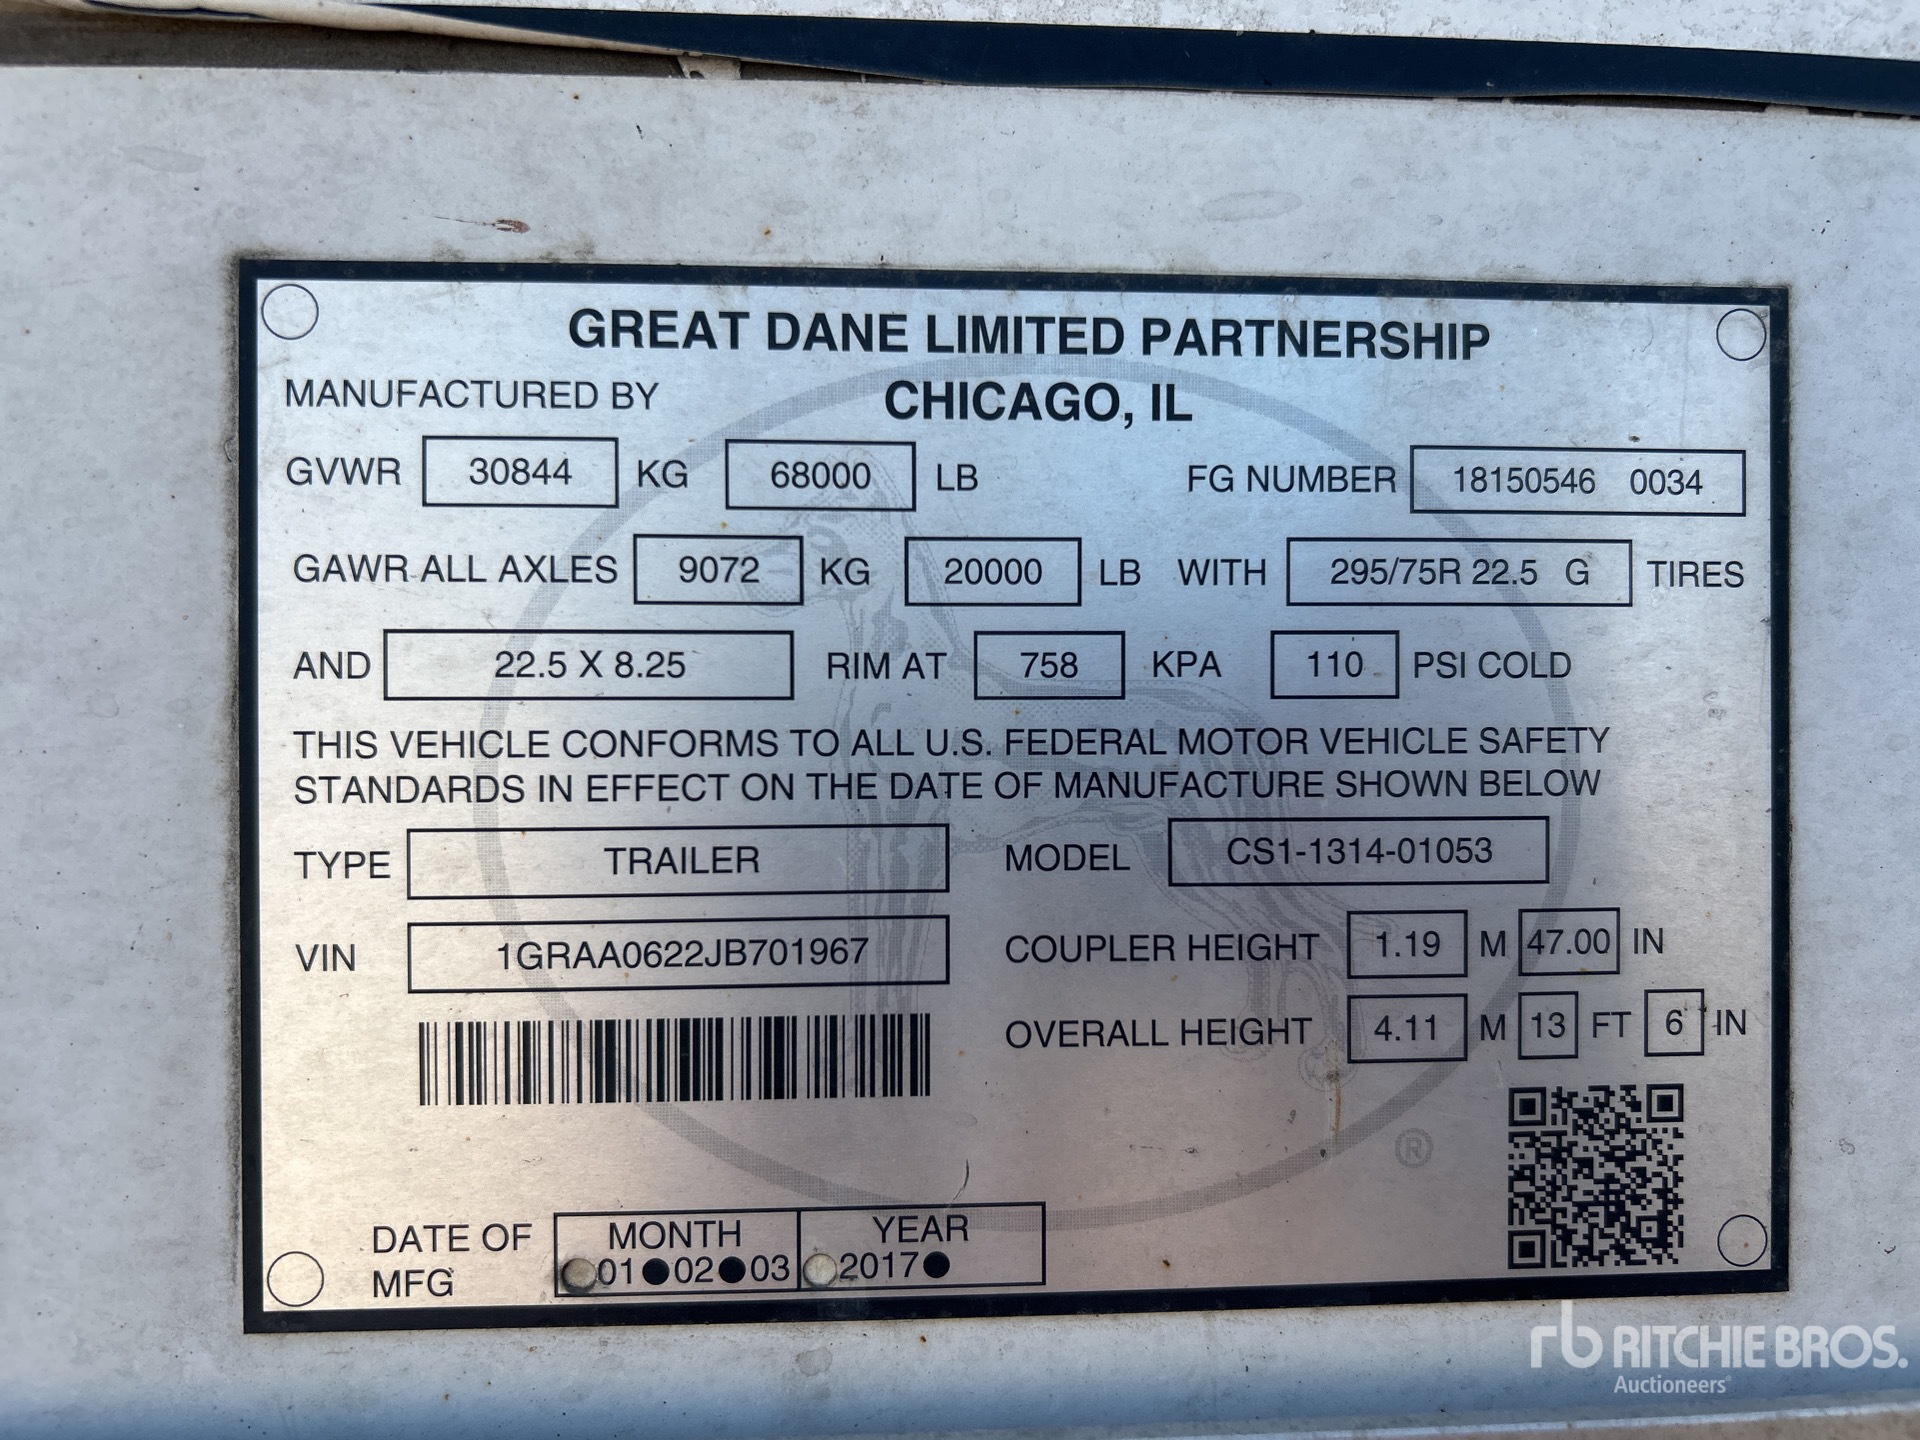 GREAT DANE LIMITED PARTNERSHIP
MANUFACTURED BY CHICAGO, IL
GVWR 30844 KG 68000 LB FG NUMBER 18150546 0034
GAWR ALL AXLES 9072 KG 20000 LB WITH 295/75R 22.5 G TIRES
AND 22.5 X 8.25 RIM AT 758 KPA 110 PSI COLD
THIS VEHICLE CONFORMS TO ALL U.S. FEDERAL MOTOR VEHICLE SAFETY
STANDARDS IN EFFECT ON THE DATE OF MANUFACTURE SHOWN BELOW
TYPE TRAILER MODEL CS1-1314-01053
VIN 1GRAA0622JB701967 COUPLER HEIGHT 1.19 M 47.00 IN
OVERALL HEIGHT 4.11 M 13 FT 6 IN
®
DATE OF MFG MONTH YEAR
01 02 03 2017
rb RITCHIE BROS.
Auctioneers